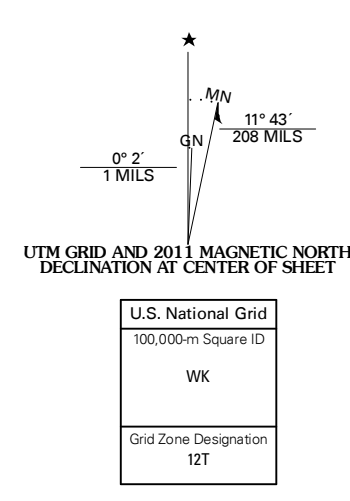 ★
MN
GN
11° 43´
208 MILS
0° 2´
1 MILS
UTM GRID AND 2011 MAGNETIC NORTH
DECLINATION AT CENTER OF SHEET
U.S. National Grid
100,000-m Square ID
WK
Grid Zone Designation
12T